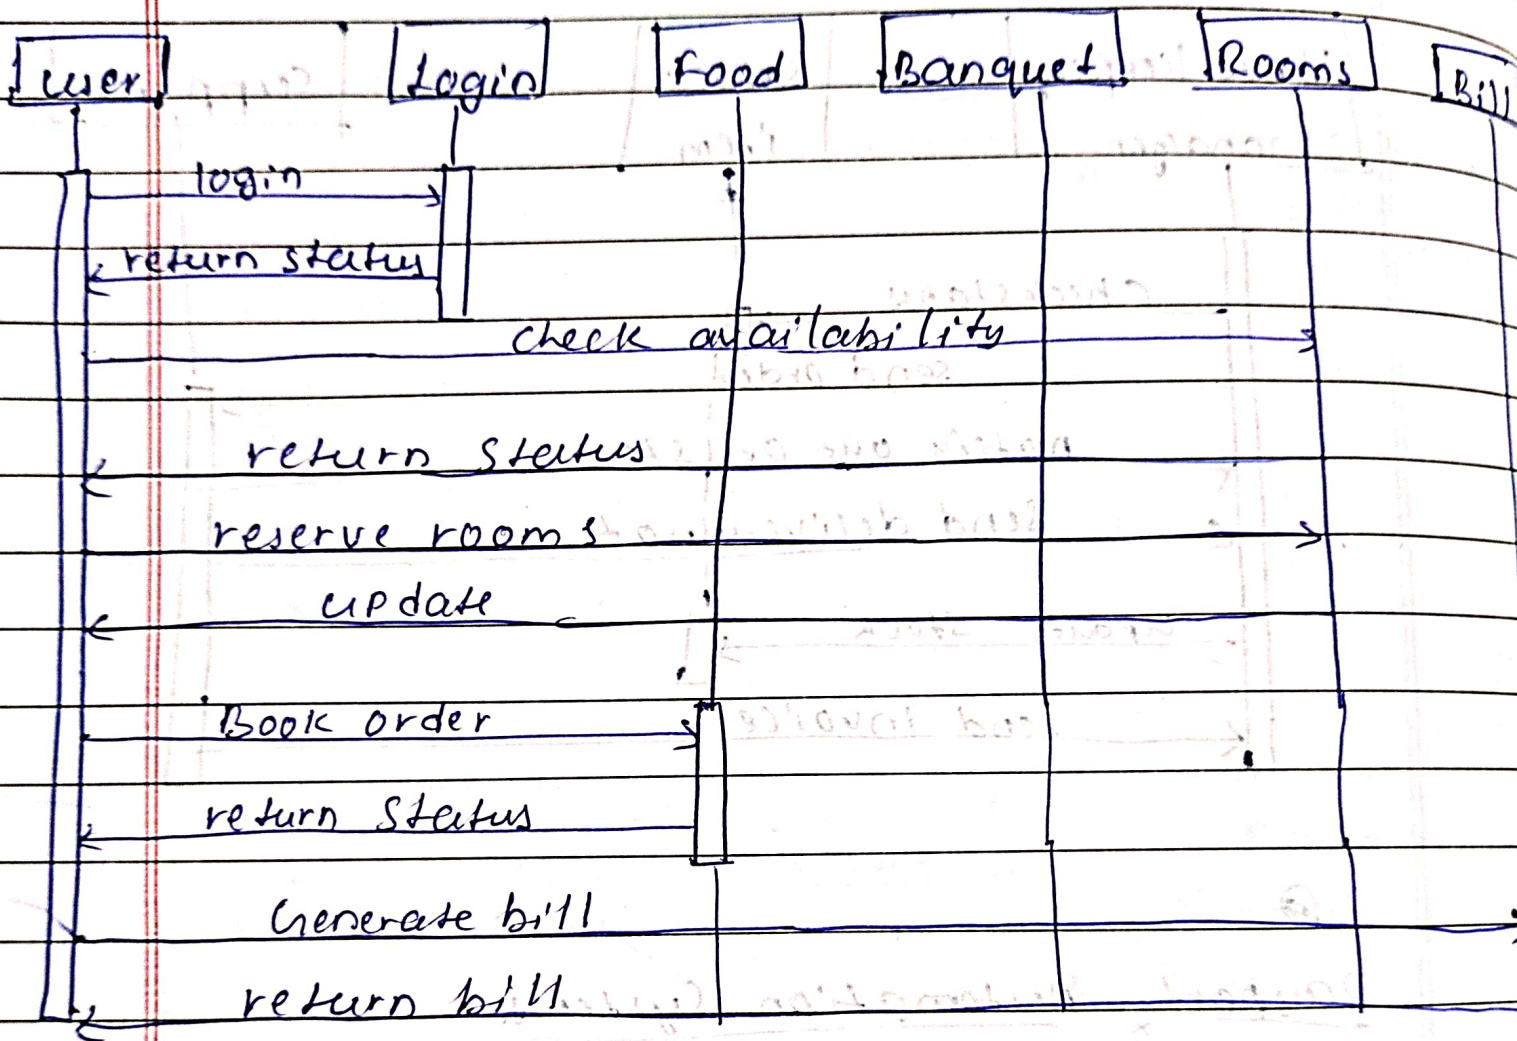 user Login Food Banquet Rooms Bill
login
return status
check availability
return status
reserve rooms
update
Book order
return status
Generate bill
return bill